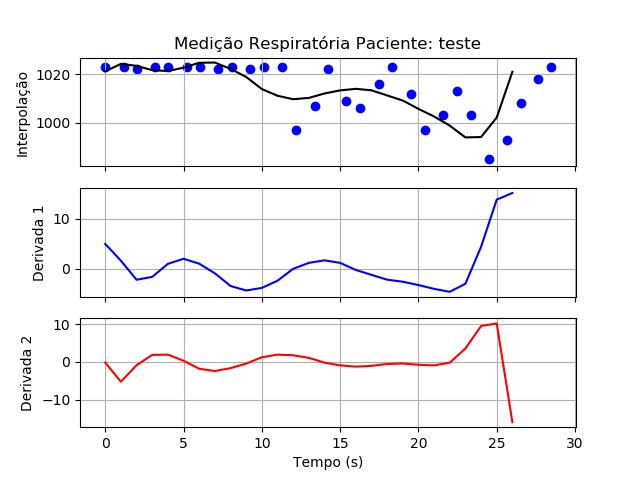 Medição Respiratória Paciente: teste
Interpolação
1020
1000
Derivada 1
10
0
Derivada 2
10
0
−10
0 5 10 15 20 25 30
Tempo (s)